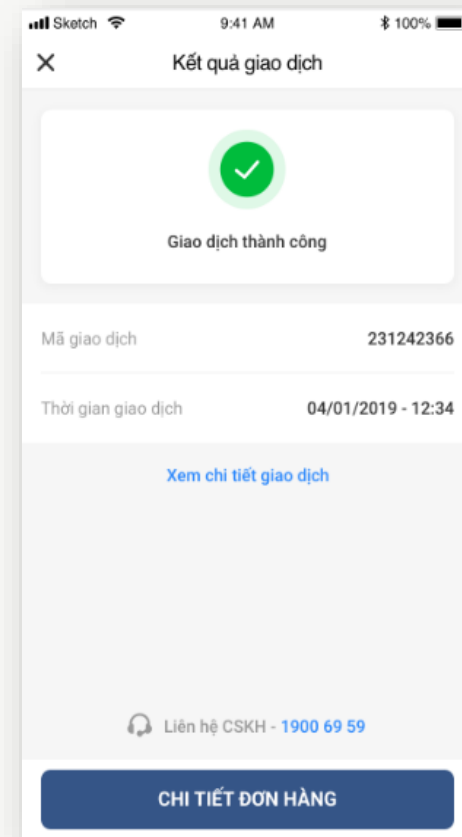 Sketch 9:41 AM 100%
Kết quả giao dịch
Giao dịch thành công
Mã giao dịch 231242366
Thời gian giao dịch 04/01/2019 - 12:34
Xem chi tiết giao dịch
Liên hệ CSKH - 1900 69 59
CHI TIẾT ĐƠN HÀNG